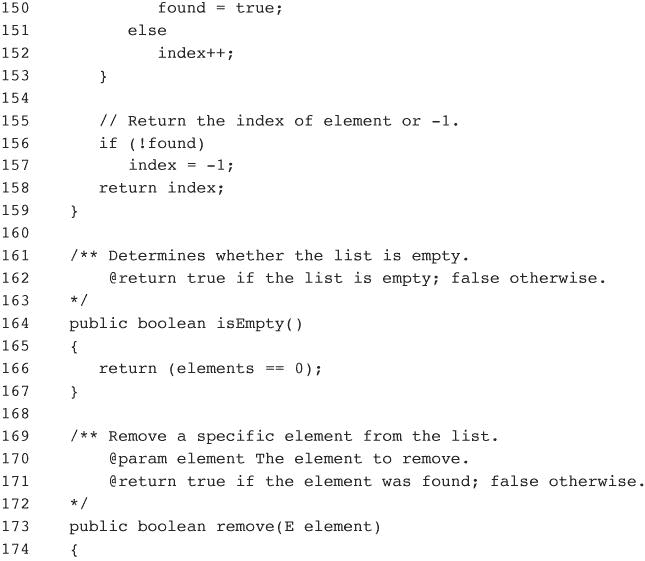 150             found = true;
151          else
152             index++;
153       }
154
155       // Return the index of element or -1.
156       if (!found)
157          index = -1;
158       return index;
159    }
160
161    /** Determines whether the list is empty.
162        @return true if the list is empty; false otherwise.
163    */
164    public boolean isEmpty()
165    {
166       return (elements == 0);
167    }
168
169    /** Remove a specific element from the list.
170        @param element The element to remove.
171        @return true if the element was found; false otherwise.
172    */
173    public boolean remove(E element)
174    {